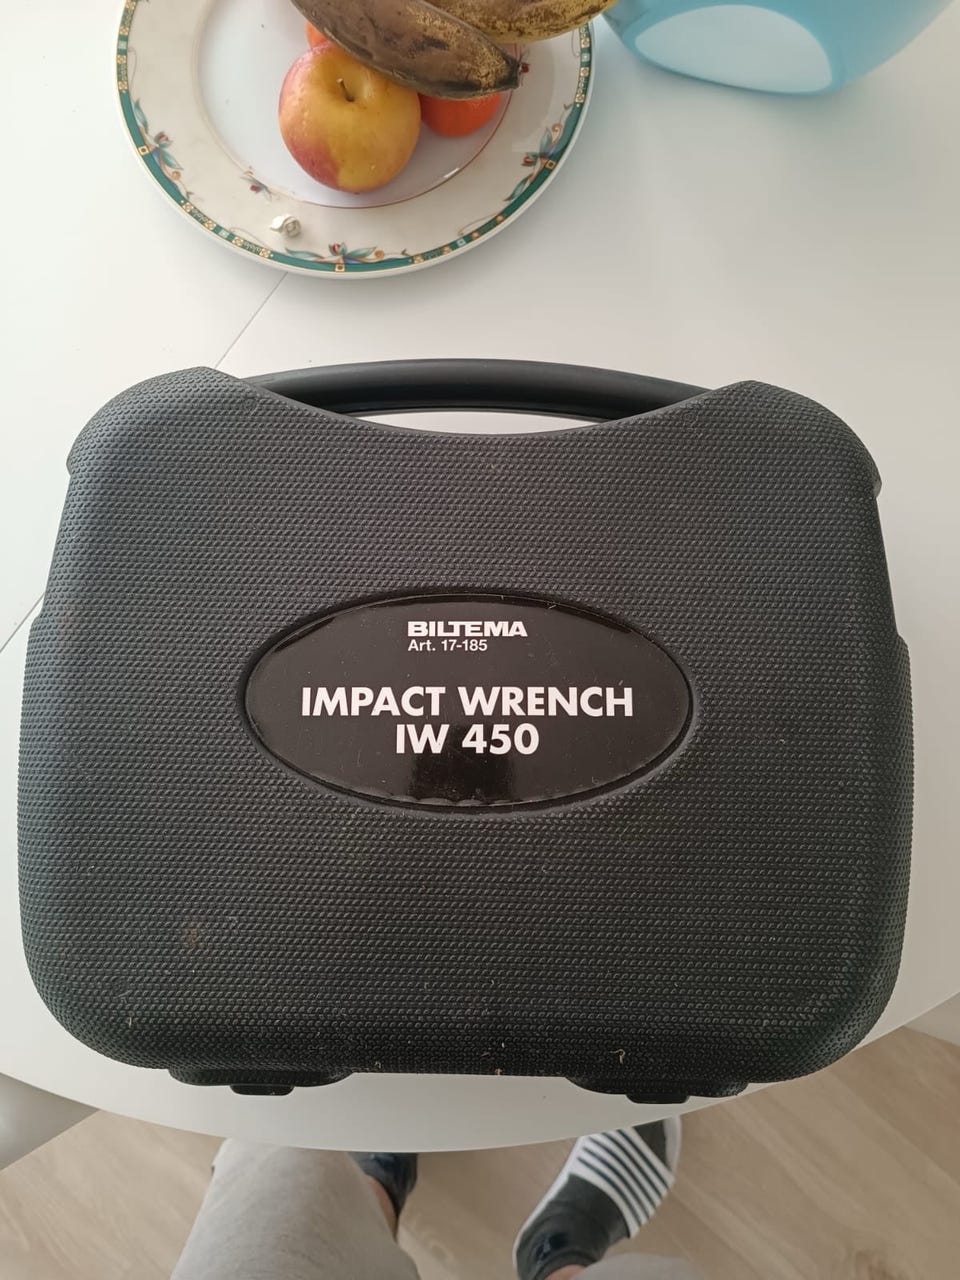 BILTEMA
Art. 17-185
IMPACT WRENCH
IW 450